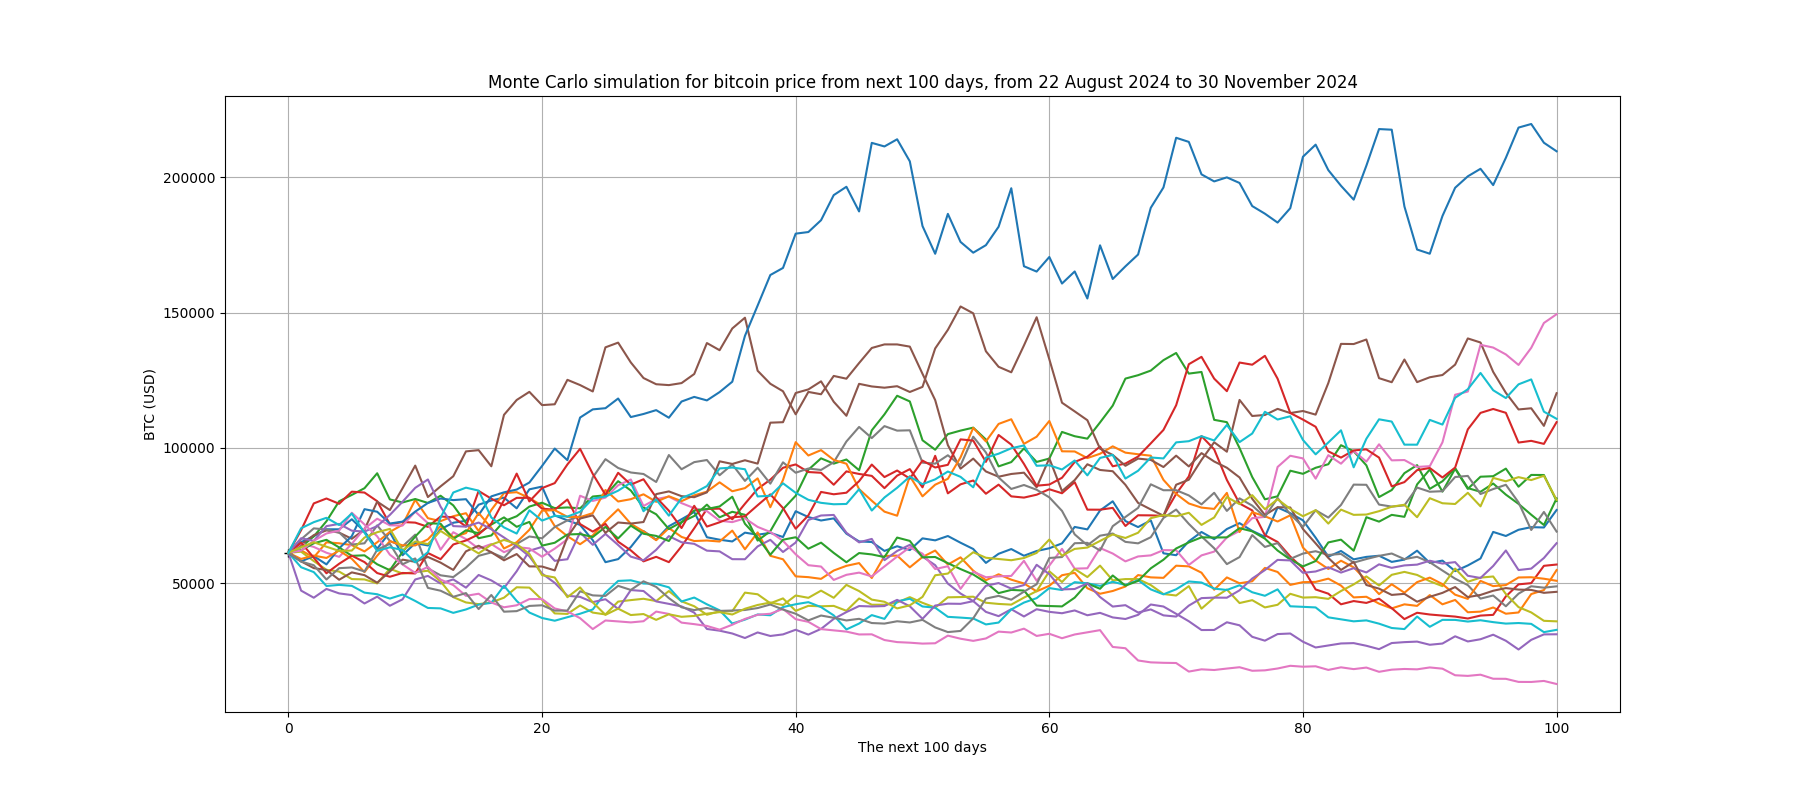 Monte Carlo simulation for bitcoin price from next 100 days, from 22 August 2024 to 30 November 2024
200000
150000
100000
50000
BTC (USD)
0 20 40 60 80 100
The next 100 days